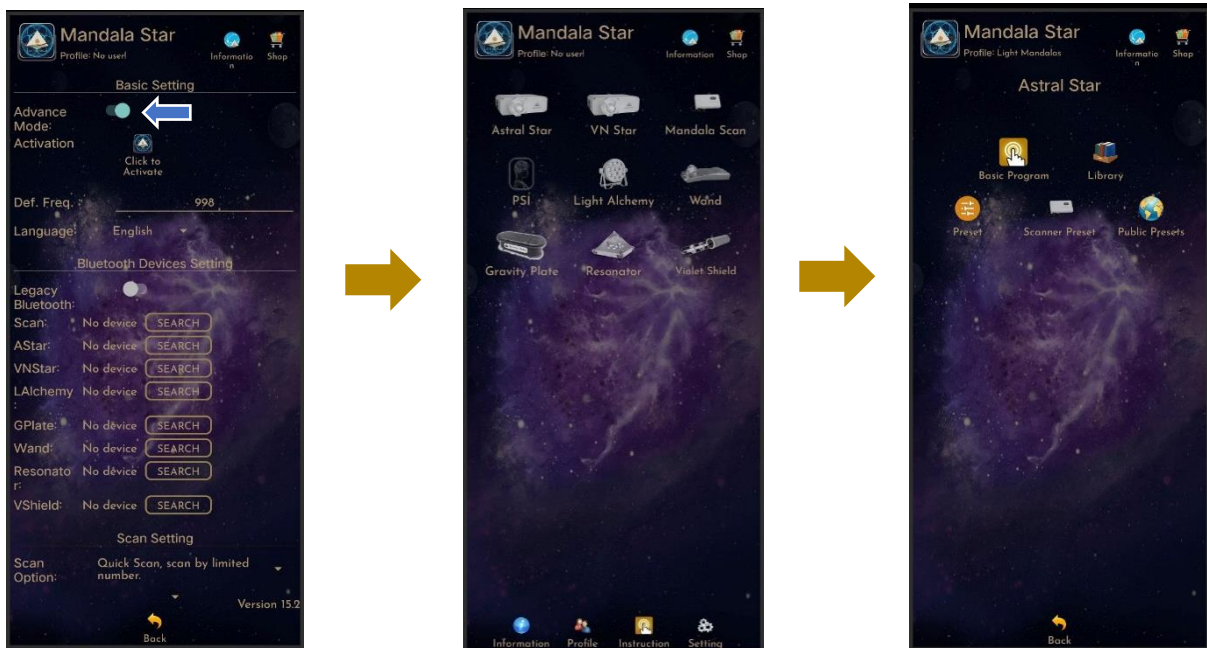 Mandala Star
Profile: No user!
Informatio
n
Shop
Basic Setting
Advance
Mode:
Activation
Click to
Activate
Def. Freq. :
998
Language:
English
Bluetooth Devices Setting
Legacy
Bluetooth:
Scan: No device SEARCH
AStar: No device SEARCH
VNStar: No device SEARCH
LAlchemy No device SEARCH
:
GPlate: No device SEARCH
Wand: No device SEARCH
Resonato No device SEARCH
r:
VShield: No device SEARCH
Scan Setting
Scan
Option:
Quick Scan, scan by limited
number.
Version 15.2
Back
Mandala Star
Profile: No user!
Information
Shop
Astral Star VN Star Mandala Scan
PSI Light Alchemy Wand
Gravity Plate Resonator Violet Shield
Information Profile Instruction Setting
Mandala Star
Profile: Light Mandalas
Informatio
n
Shop
Astral Star
Basic Program Library
Preset Scanner Preset Public Presets
Back